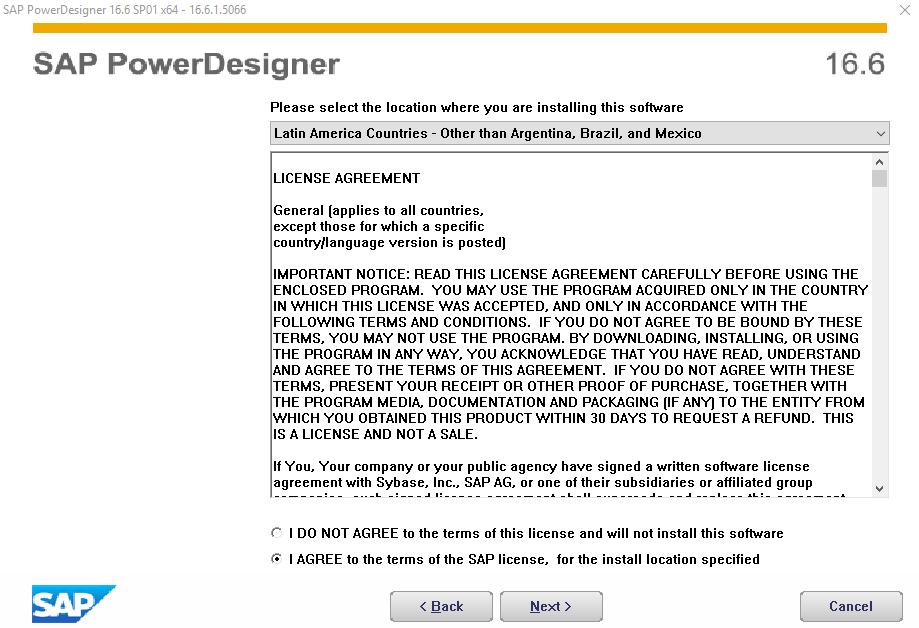 SAP PowerDesigner 16.6 SP01 x64 - 16.6.1.5066
SAP PowerDesigner 16.6
Please select the location where you are installing this software
Latin America Countries - Other than Argentina, Brazil, and Mexico
LICENSE AGREEMENT
General (applies to all countries,
except those for which a specific
country/language version is posted)
IMPORTANT NOTICE: READ THIS LICENSE AGREEMENT CAREFULLY BEFORE USING THE
ENCLOSED PROGRAM.  YOU MAY USE THE PROGRAM ACQUIRED ONLY IN THE COUNTRY
IN WHICH THIS LICENSE WAS ACCEPTED, AND ONLY IN ACCORDANCE WITH THE
FOLLOWING TERMS AND CONDITIONS.  IF YOU DO NOT AGREE TO BE BOUND BY THESE
TERMS, YOU MAY NOT USE THE PROGRAM. BY DOWNLOADING, INSTALLING, OR USING
THE PROGRAM IN ANY WAY, YOU ACKNOWLEDGE THAT YOU HAVE READ, UNDERSTAND
AND AGREE TO THE TERMS OF THIS AGREEMENT.  IF YOU DO NOT AGREE WITH THESE
TERMS, PRESENT YOUR RECEIPT OR OTHER PROOF OF PURCHASE, TOGETHER WITH
THE PROGRAM MEDIA, DOCUMENTATION AND PACKAGING (IF ANY) TO THE ENTITY FROM
WHICH YOU OBTAINED THIS PRODUCT WITHIN 30 DAYS TO REQUEST A REFUND.  THIS
IS A LICENSE AND NOT A SALE.
If You, Your company or your public agency have signed a written software license
agreement with Sybase, Inc., SAP AG, or one of their subsidiaries or affiliated group
I DO NOT AGREE to the terms of this license and will not install this software
I AGREE to the terms of the SAP license,  for the install location specified
SAP
< Back
Next >
Cancel